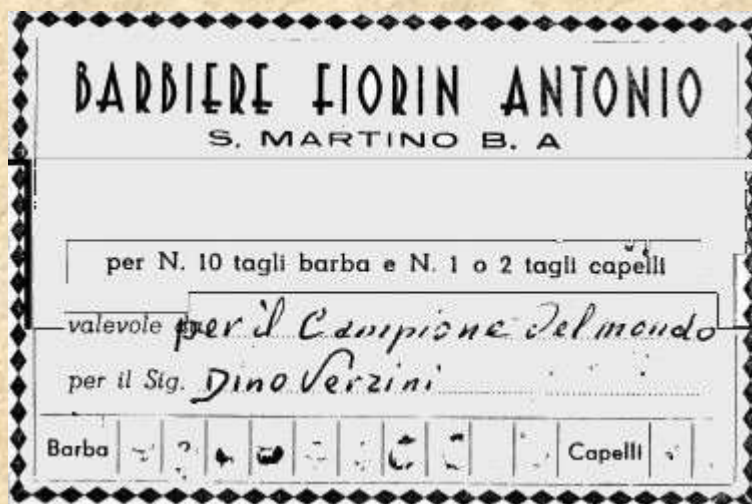 BARBIERE FIORIN ANTONIO
S. MARTINO B. A
per N. 10 tagli barba e N. 1 o 2 tagli capelli
valevole per il Campione del mondo
per il Sig. Dino Verzini
Barba Capelli